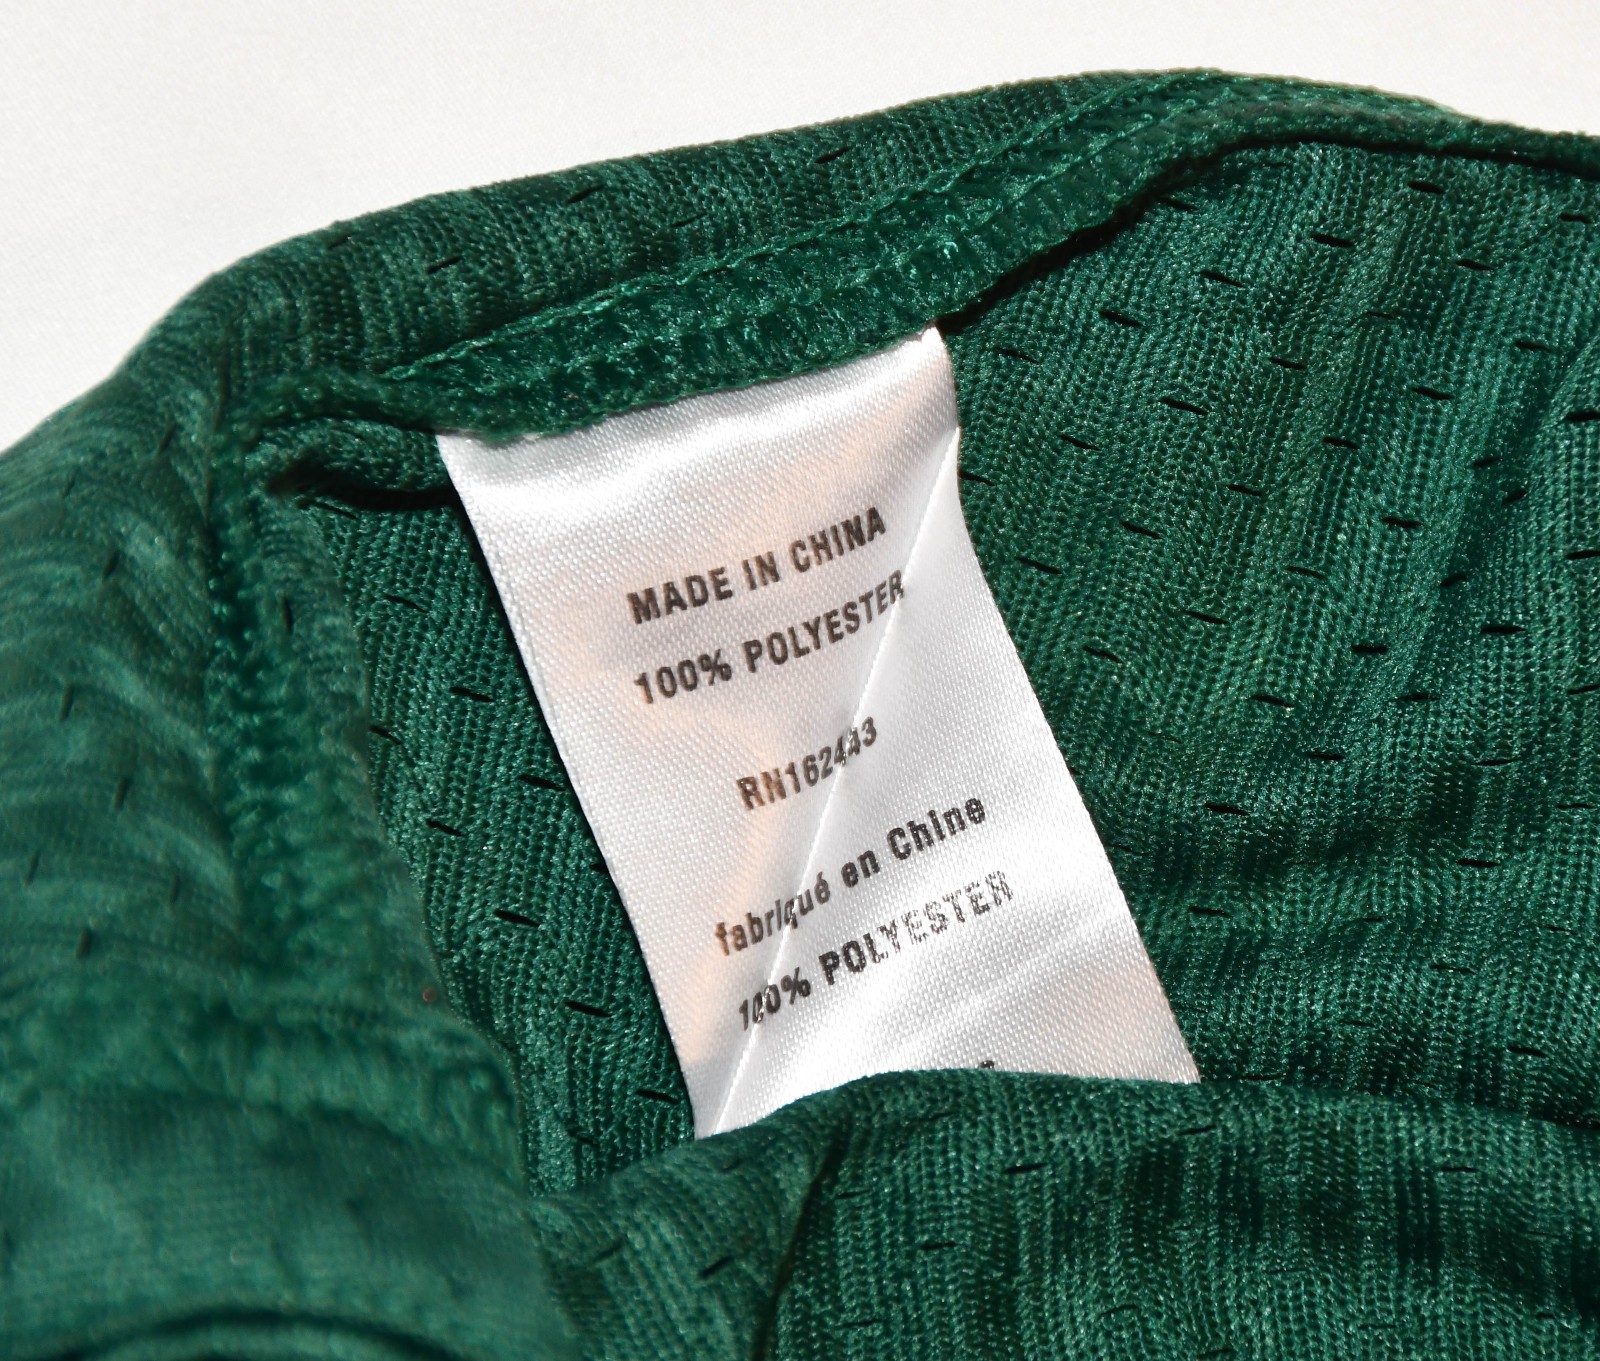 MADE IN CHINA
100% POLYESTER
RN162443
fabriqué en Chine
100% POLYESTER